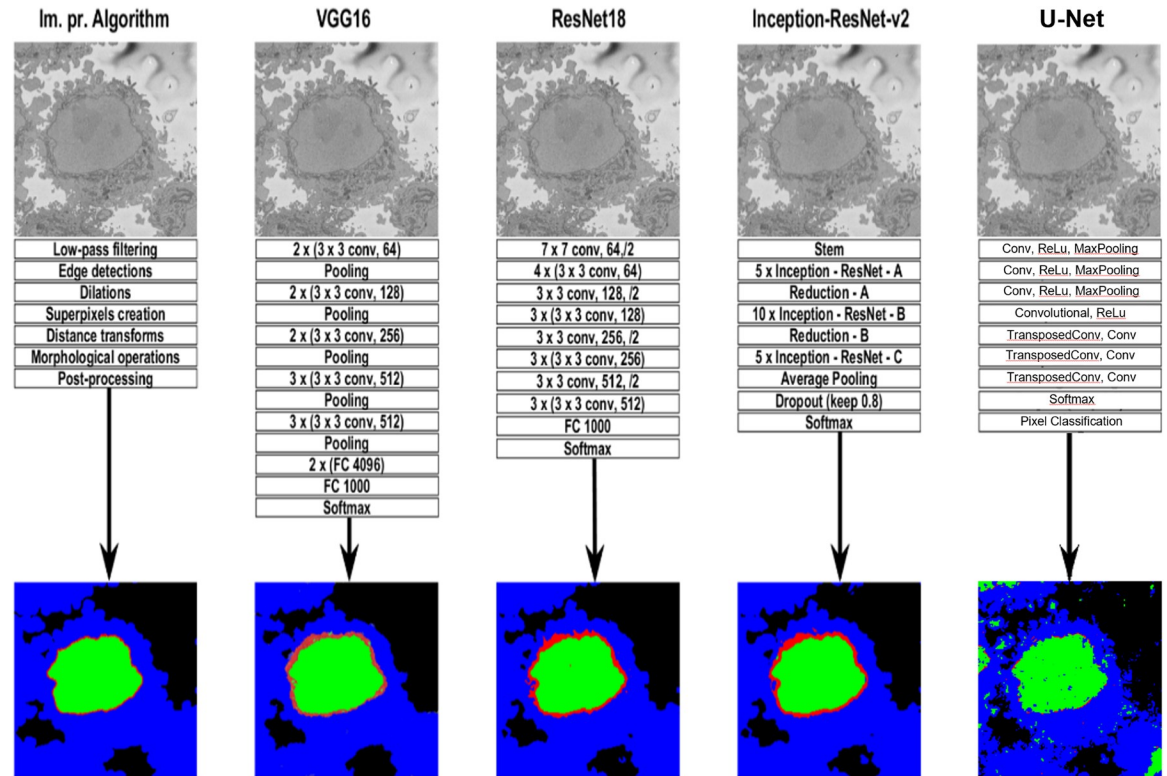 Im. pr. Algorithm
Low-pass filtering
Edge detections
Dilations
Superpixels creation
Distance transforms
Morphological operations
Post-processing
VGG16
2 x (3 x 3 conv, 64)
Pooling
2 x (3 x 3 conv, 128)
Pooling
2 x (3 x 3 conv, 256)
Pooling
3 x (3 x 3 conv, 512)
Pooling
3 x (3 x 3 conv, 512)
Pooling
2 x (FC 4096)
FC 1000
Softmax
ResNet18
7 x 7 conv, 64,/2
4 x (3 x 3 conv, 64)
3 x 3 conv, 128, /2
3 x (3 x 3 conv, 128)
3 x 3 conv, 256, /2
3 x (3 x 3 conv, 256)
3 x 3 conv, 512, /2
3 x (3 x 3 conv, 512)
FC 1000
Softmax
Inception-ResNet-v2
Stem
5 x Inception - ResNet - A
Reduction - A
10 x Inception - ResNet - B
Reduction - B
5 x Inception - ResNet - C
Average Pooling
Dropout (keep 0.8)
Softmax
U-Net
Conv, ReLu, MaxPooling
Conv, ReLu, MaxPooling
Conv, ReLu, MaxPooling
Convolutional, ReLu
TransposedConv, Conv
TransposedConv, Conv
TransposedConv, Conv
Softmax
Pixel Classification